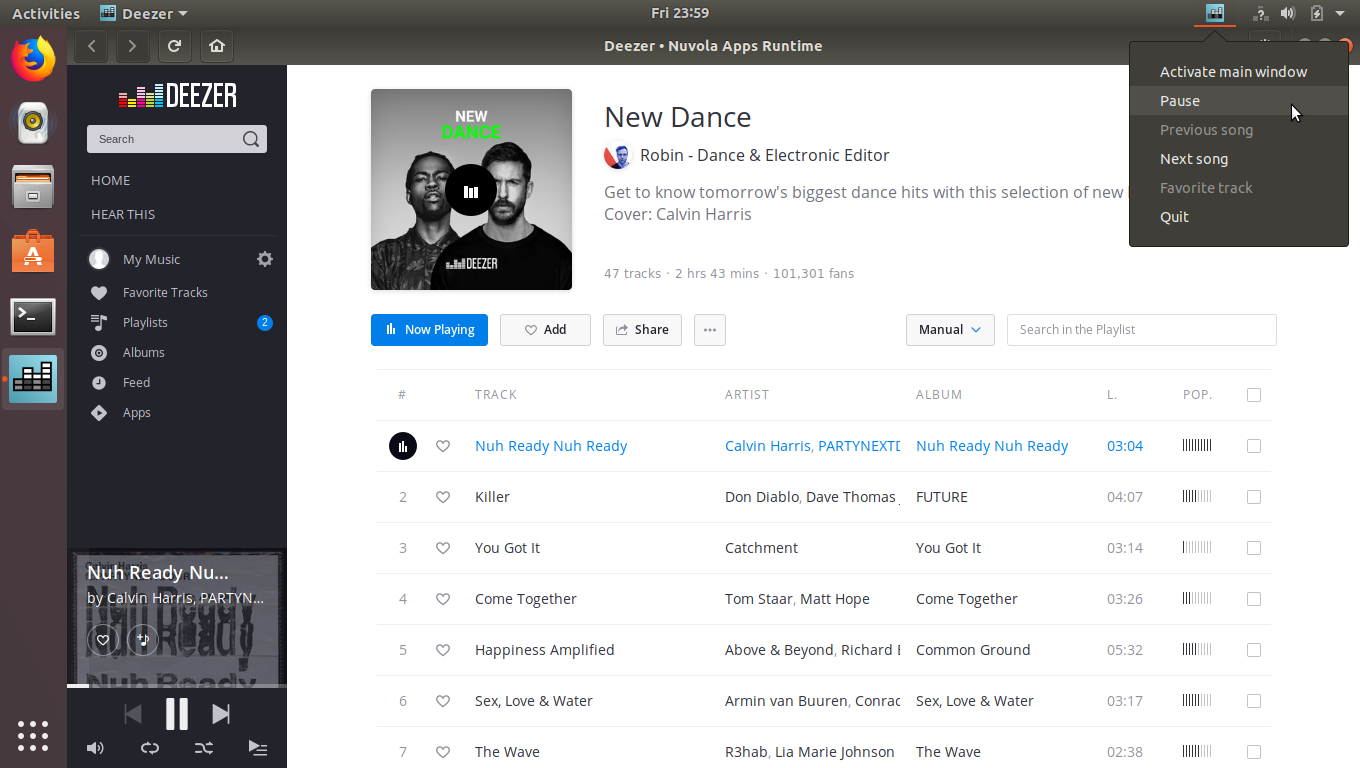 Activities
Deezer
Fri 23:59
Deezer • Nuvola Apps Runtime
Activate main window
Pause
Previous song
Next song
Favorite track
Quit
DEEZER
Search
HOME
HEAR THIS
My Music
Favorite Tracks
Playlists 2
Albums
Feed
Apps
Nuh Ready Nu...
by Calvin Harris, PARTYN...
NEW
DANCE
DEEZER
New Dance
Robin - Dance & Electronic Editor
Get to know tomorrow's biggest dance hits with this selection of new
Cover: Calvin Harris
47 tracks · 2 hrs 43 mins · 101,301 fans
Now Playing Add Share ... Manual Search in the Playlist
# TRACK ARTIST ALBUM L. POP.
Nuh Ready Nuh Ready Calvin Harris, PARTYNEXT Nuh Ready Nuh Ready 03:04
2 Killer Don Diablo, Dave Thomas FUTURE 04:07
3 You Got It Catchment You Got It 03:14
4 Come Together Tom Staar, Matt Hope Come Together 03:26
5 Happiness Amplified Above & Beyond, Richard Common Ground 05:32
6 Sex, Love & Water Armin van Buuren, Conrad Sex, Love & Water 03:17
7 The Wave R3hab, Lia Marie Johnson The Wave 02:38